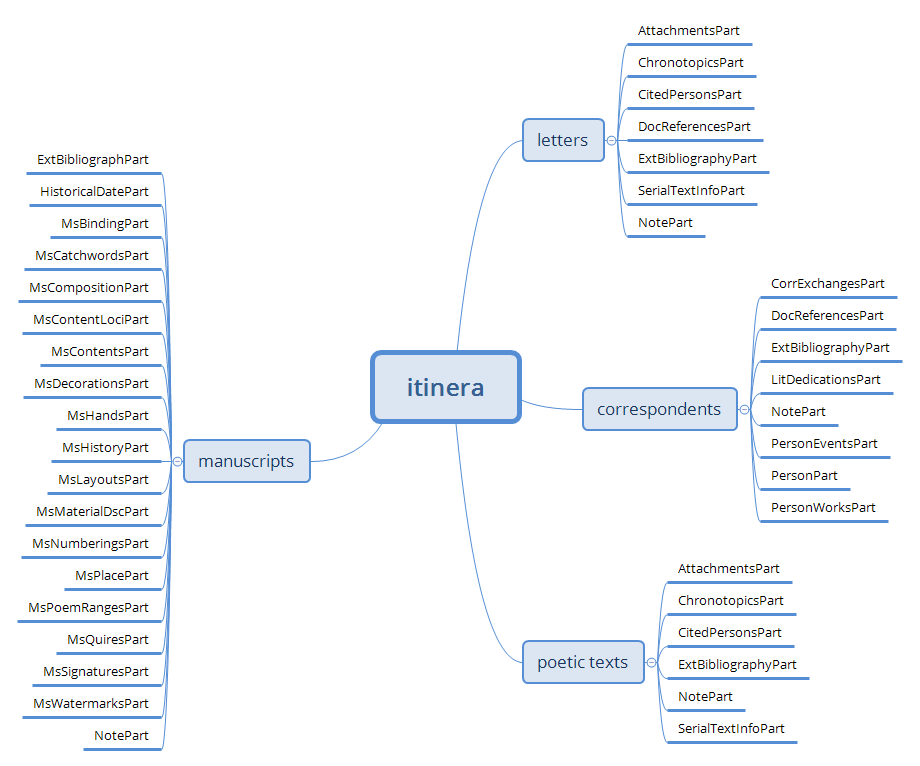 itinera
letters
AttachmentsPart
ChronotopicsPart
CitedPersonsPart
DocReferencesPart
ExtBibliographyPart
SerialTextInfoPart
NotePart
correspondents
CorrExchangesPart
DocReferencesPart
ExtBibliographyPart
LitDedicationsPart
NotePart
PersonEventsPart
PersonPart
PersonWorksPart
poetic texts
AttachmentsPart
ChronotopicsPart
CitedPersonsPart
ExtBibliographyPart
NotePart
SerialTextInfoPart
manuscripts
ExtBibliographPart
HistoricalDatePart
MsBindingPart
MsCatchwordsPart
MsCompositionPart
MsContentLociPart
MsContentsPart
MsDecorationsPart
MsHandsPart
MsHistoryPart
MsLayoutsPart
MsMaterialDscPart
MsNumberingsPart
MsPlacePart
MsPoemRangesPart
MsQuiresPart
MsSignaturesPart
MsWatermarksPart
NotePart